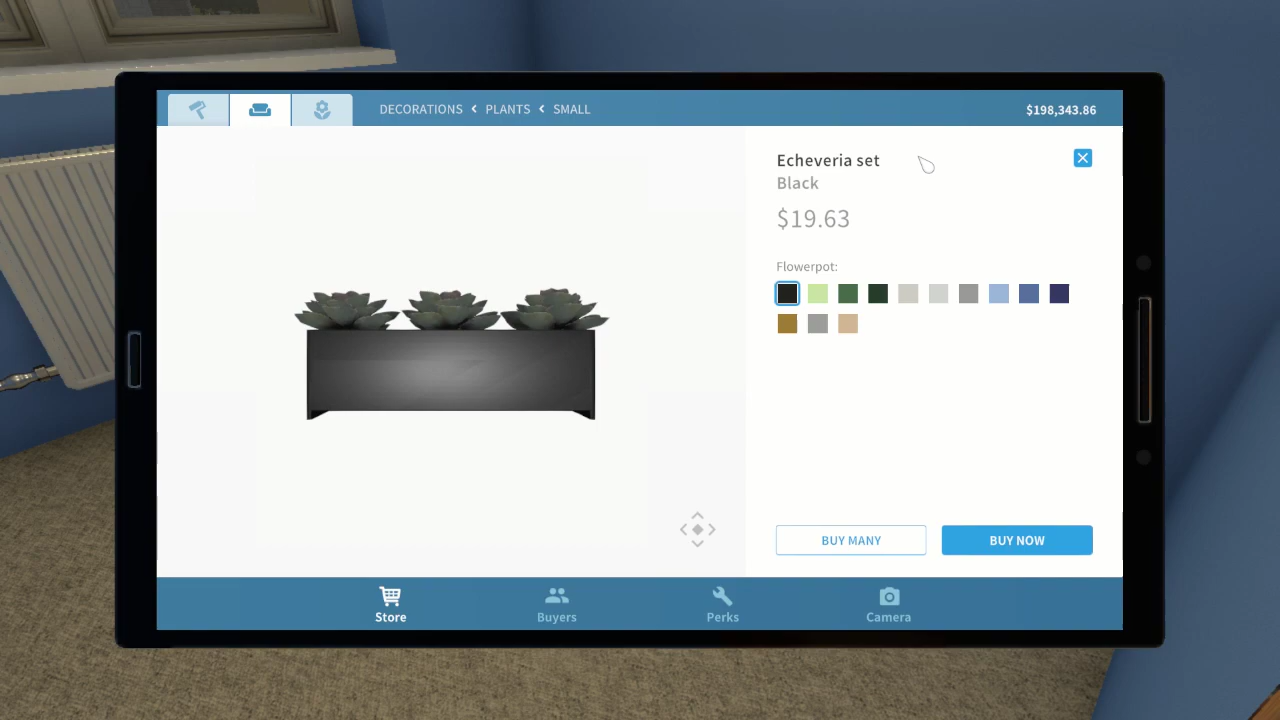 DECORATIONS < PLANTS < SMALL
$198,343.86
Echeveria set
Black
$19.63
Flowerpot:
BUY MANY
BUY NOW
Store
Buyers
Perks
Camera